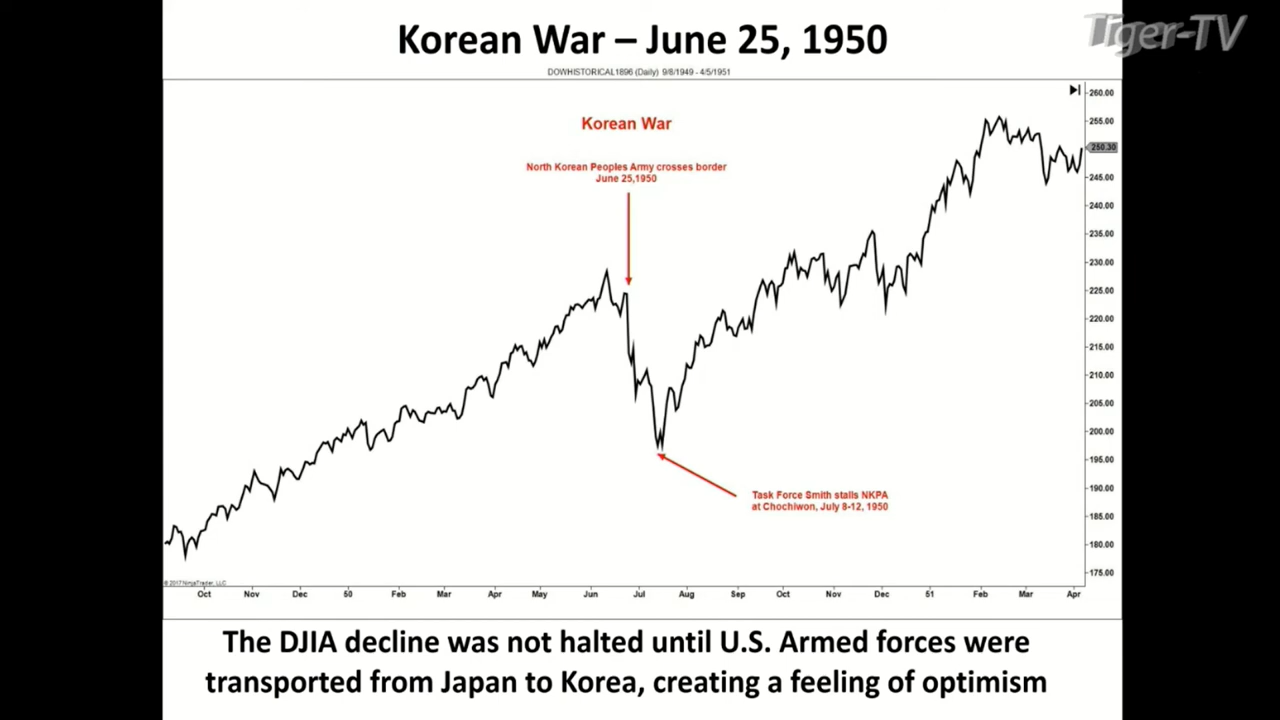 Korean War – June 25, 1950
Tiger-TV
DOWHISTORICAL1896 (Daily) 9/8/1949 - 4/5/1951
Korean War
North Korean Peoples Army crosses border
June 25,1950
260.00
255.00
250.30
245.00
240.00
235.00
230.00
225.00
220.00
215.00
210.00
205.00
200.00
195.00
190.00
185.00
180.00
175.00
Task Force Smith stalls NKPA
at Chochiwon, July 8-12, 1950
© 2017 NinjaTrader, LLC
Oct Nov Dec 50 Feb Mar Apr May Jun Jul Aug Sep Oct Nov Dec 51 Feb Mar Apr
The DJIA decline was not halted until U.S. Armed forces were
transported from Japan to Korea, creating a feeling of optimism